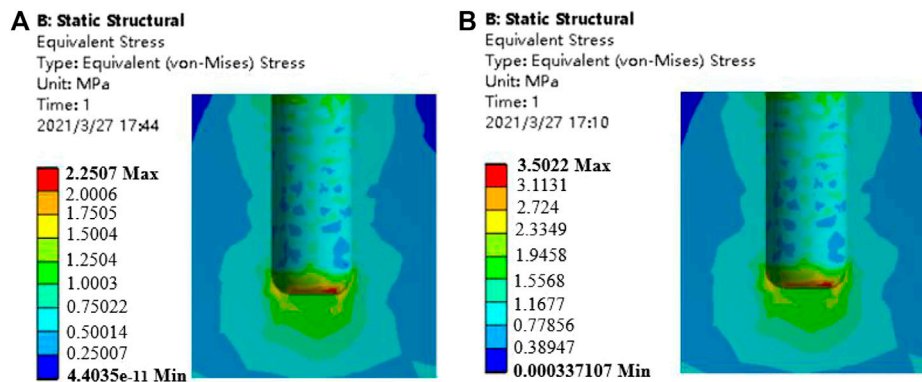 A
B: Static Structural
Equivalent Stress
Type: Equivalent (von-Mises) Stress
Unit: MPa
Time: 1
2021/3/27 17:44
2.2507 Max
2.0006
1.7505
1.5004
1.2504
1.0003
0.75022
0.50014
0.25007
4.4035e-11 Min
B
B: Static Structural
Equivalent Stress
Type: Equivalent (von-Mises) Stress
Unit: MPa
Time: 1
2021/3/27 17:10
3.5022 Max
3.1131
2.724
2.3349
1.9458
1.5568
1.1677
0.77856
0.38947
0.000337107 Min